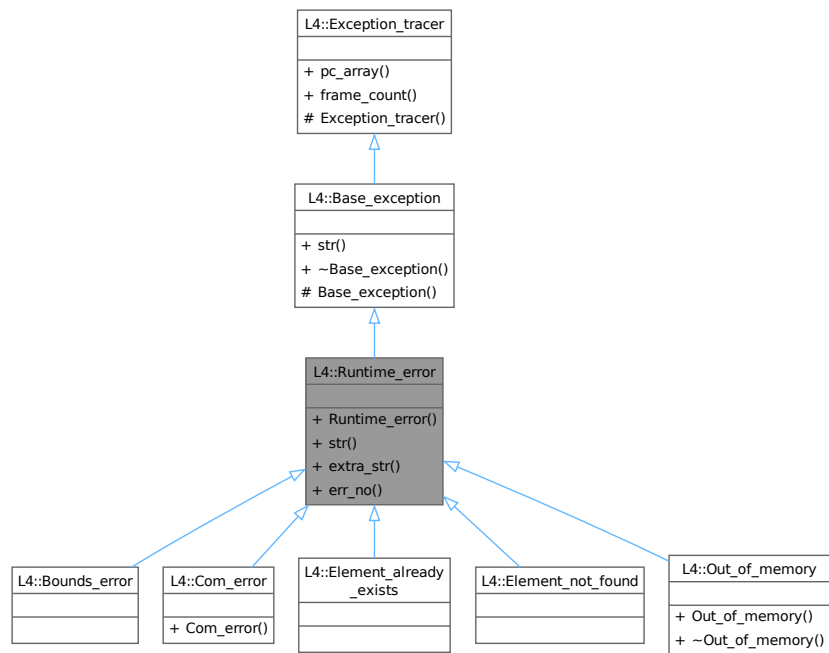 L4::Exception_tracer
+ pc_array()
+ frame_count()
# Exception_tracer()
L4::Base_exception
+ str()
+ ~Base_exception()
# Base_exception()
L4::Runtime_error
+ Runtime_error()
+ str()
+ extra_str()
+ err_no()
L4::Bounds_error
L4::Com_error
+ Com_error()
L4::Element_already
_exists
L4::Element_not_found
L4::Out_of_memory
+ Out_of_memory()
+ ~Out_of_memory()